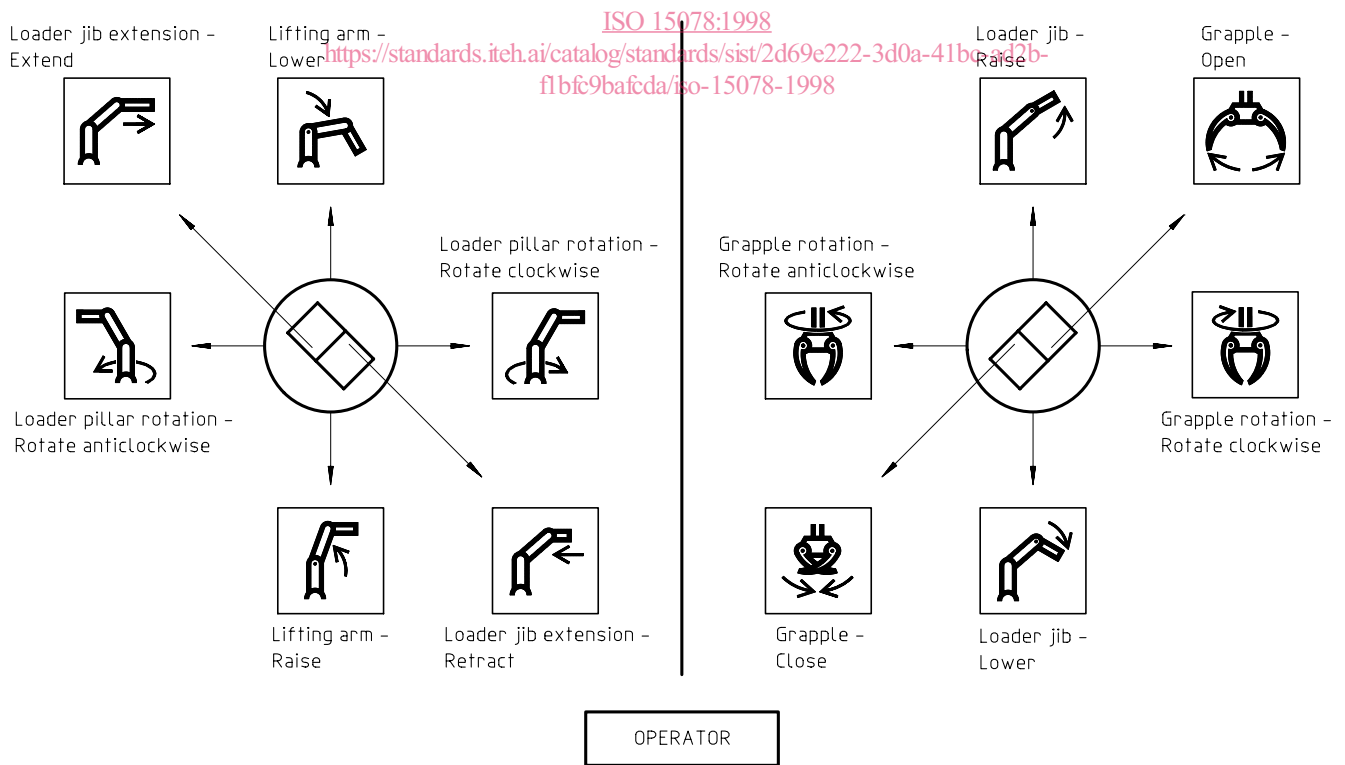 ISO 15078:1998
https://standards.iteh.ai/catalog/standards/sist/2d69e222-3d0a-41bc-ad2b-
f1bfc9bafcda/iso-15078-1998
Loader jib extension –
Extend
Lifting arm –
Lower
Loader pillar rotation –
Rotate clockwise
Loader pillar rotation –
Rotate anticlockwise
Lifting arm –
Raise
Loader jib extension –
Retract
Loader jib –
Raise
Grapple –
Open
Grapple rotation –
Rotate anticlockwise
Grapple rotation –
Rotate clockwise
Grapple –
Close
Loader jib –
Lower
OPERATOR